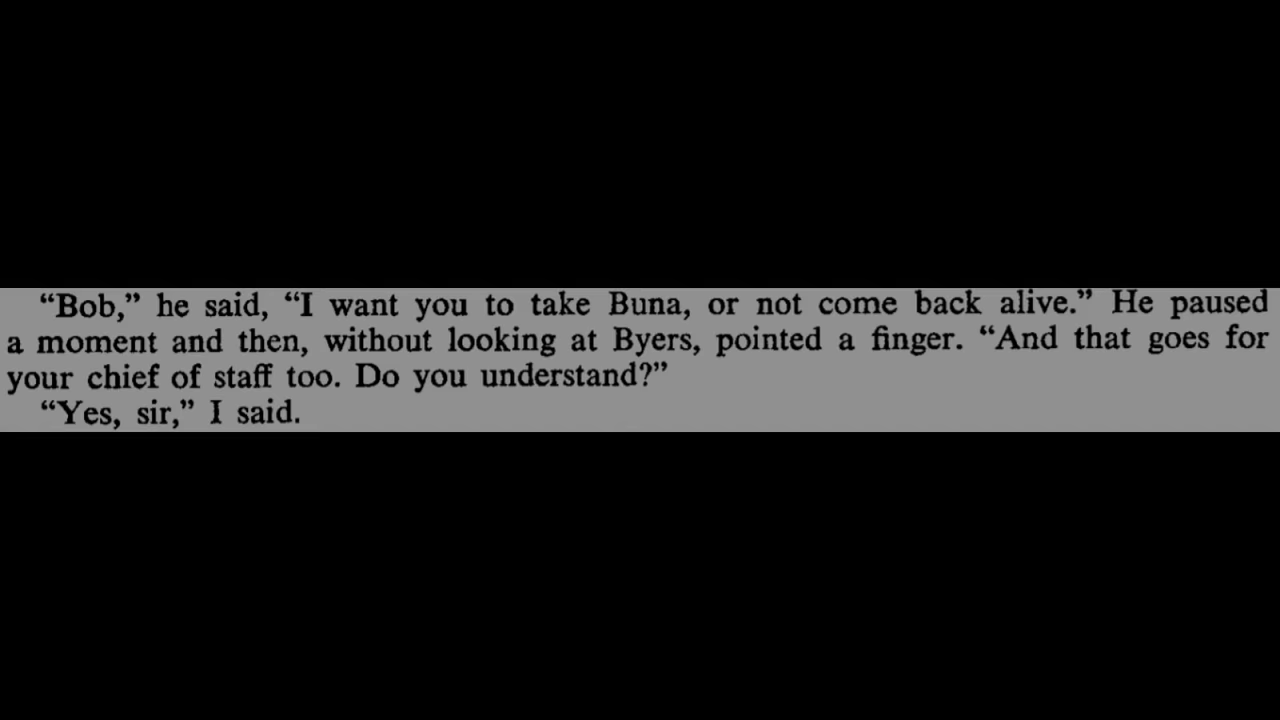 “Bob,” he said, “I want you to take Buna, or not come back alive.” He paused
a moment and then, without looking at Byers, pointed a finger. “And that goes for
your chief of staff too. Do you understand?”
“Yes, sir,” I said.